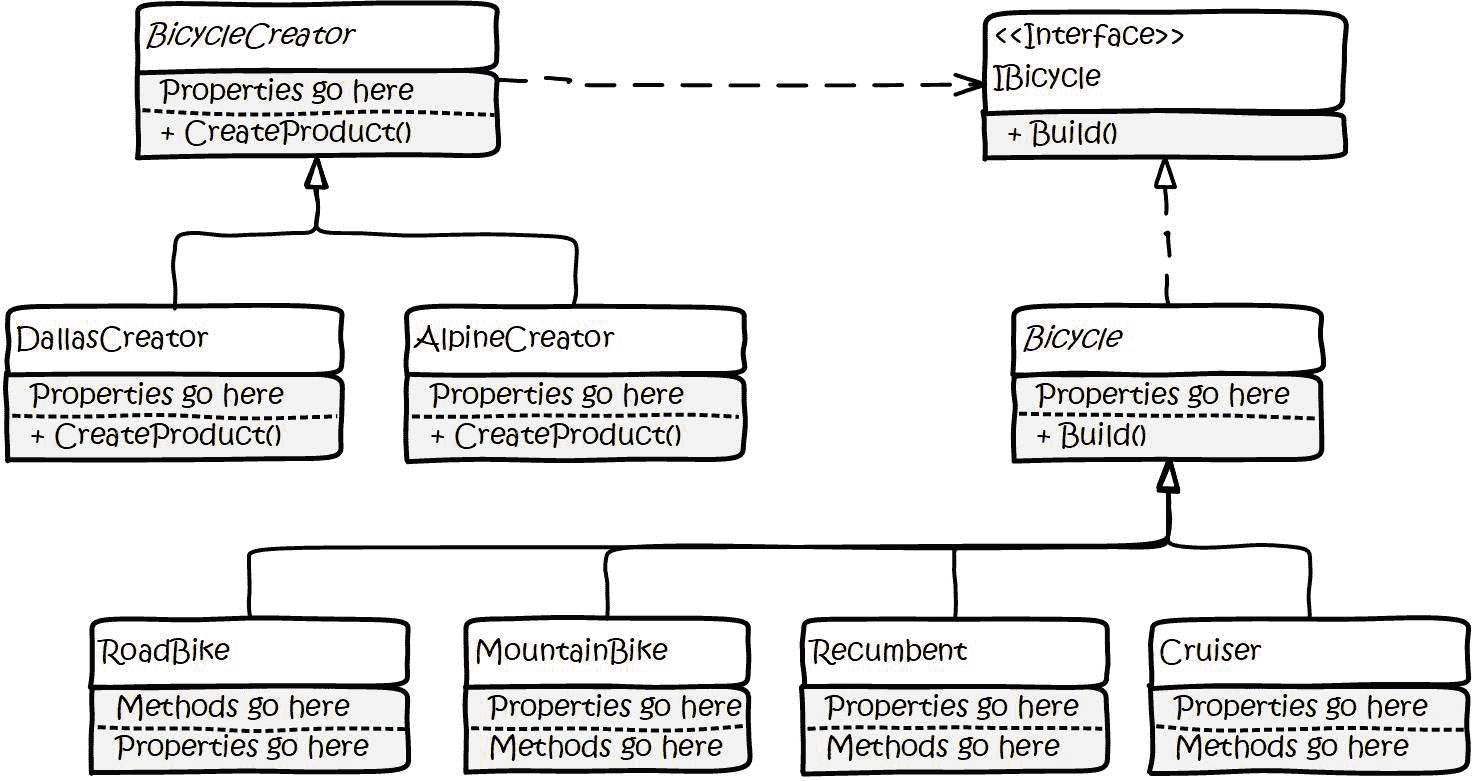 BicycleCreator
Properties go here
+ CreateProduct()
<<Interface>>
IBicycle
+ Build()
DallasCreator
Properties go here
+ CreateProduct()
AlpineCreator
Properties go here
+ CreateProduct()
Bicycle
Properties go here
+ Build()
RoadBike
Methods go here
Properties go here
MountainBike
Properties go here
Methods go here
Recumbent
Properties go here
Methods go here
Cruiser
Properties go here
Methods go here